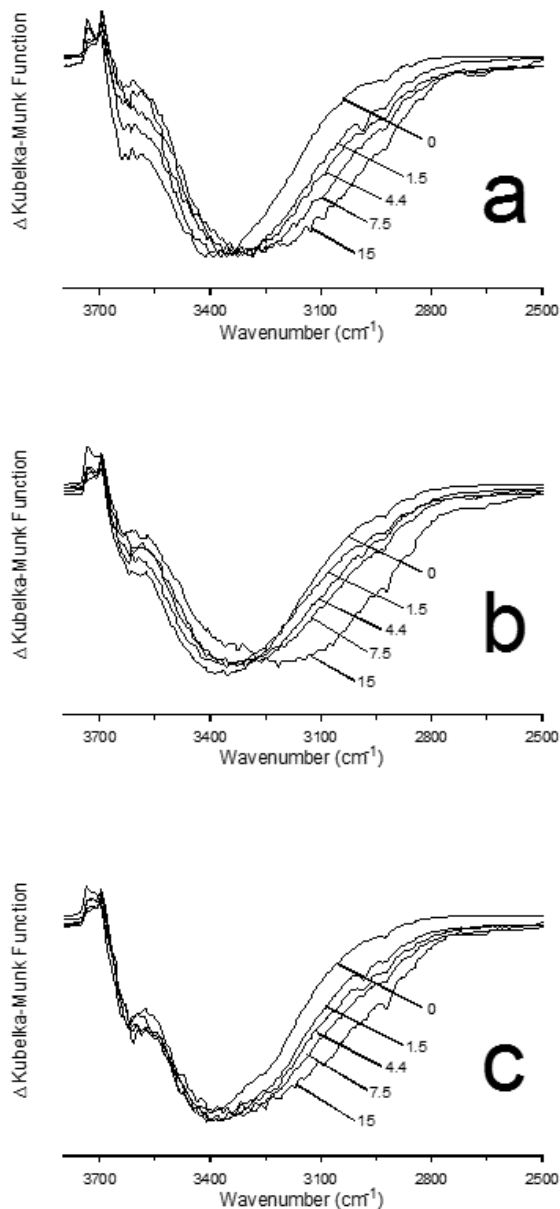 Δ Kubelka-Munk Function
0
1.5
4.4
7.5
15
a
3700 3400 3100 2800 2500
Wavenumber (cm-1)
Δ Kubelka-Munk Function
0
1.5
4.4
7.5
15
b
3700 3400 3100 2800 2500
Wavenumber (cm-1)
Δ Kubelka-Munk Function
0
1.5
4.4
7.5
15
c
3700 3400 3100 2800 2500
Wavenumber (cm-1)